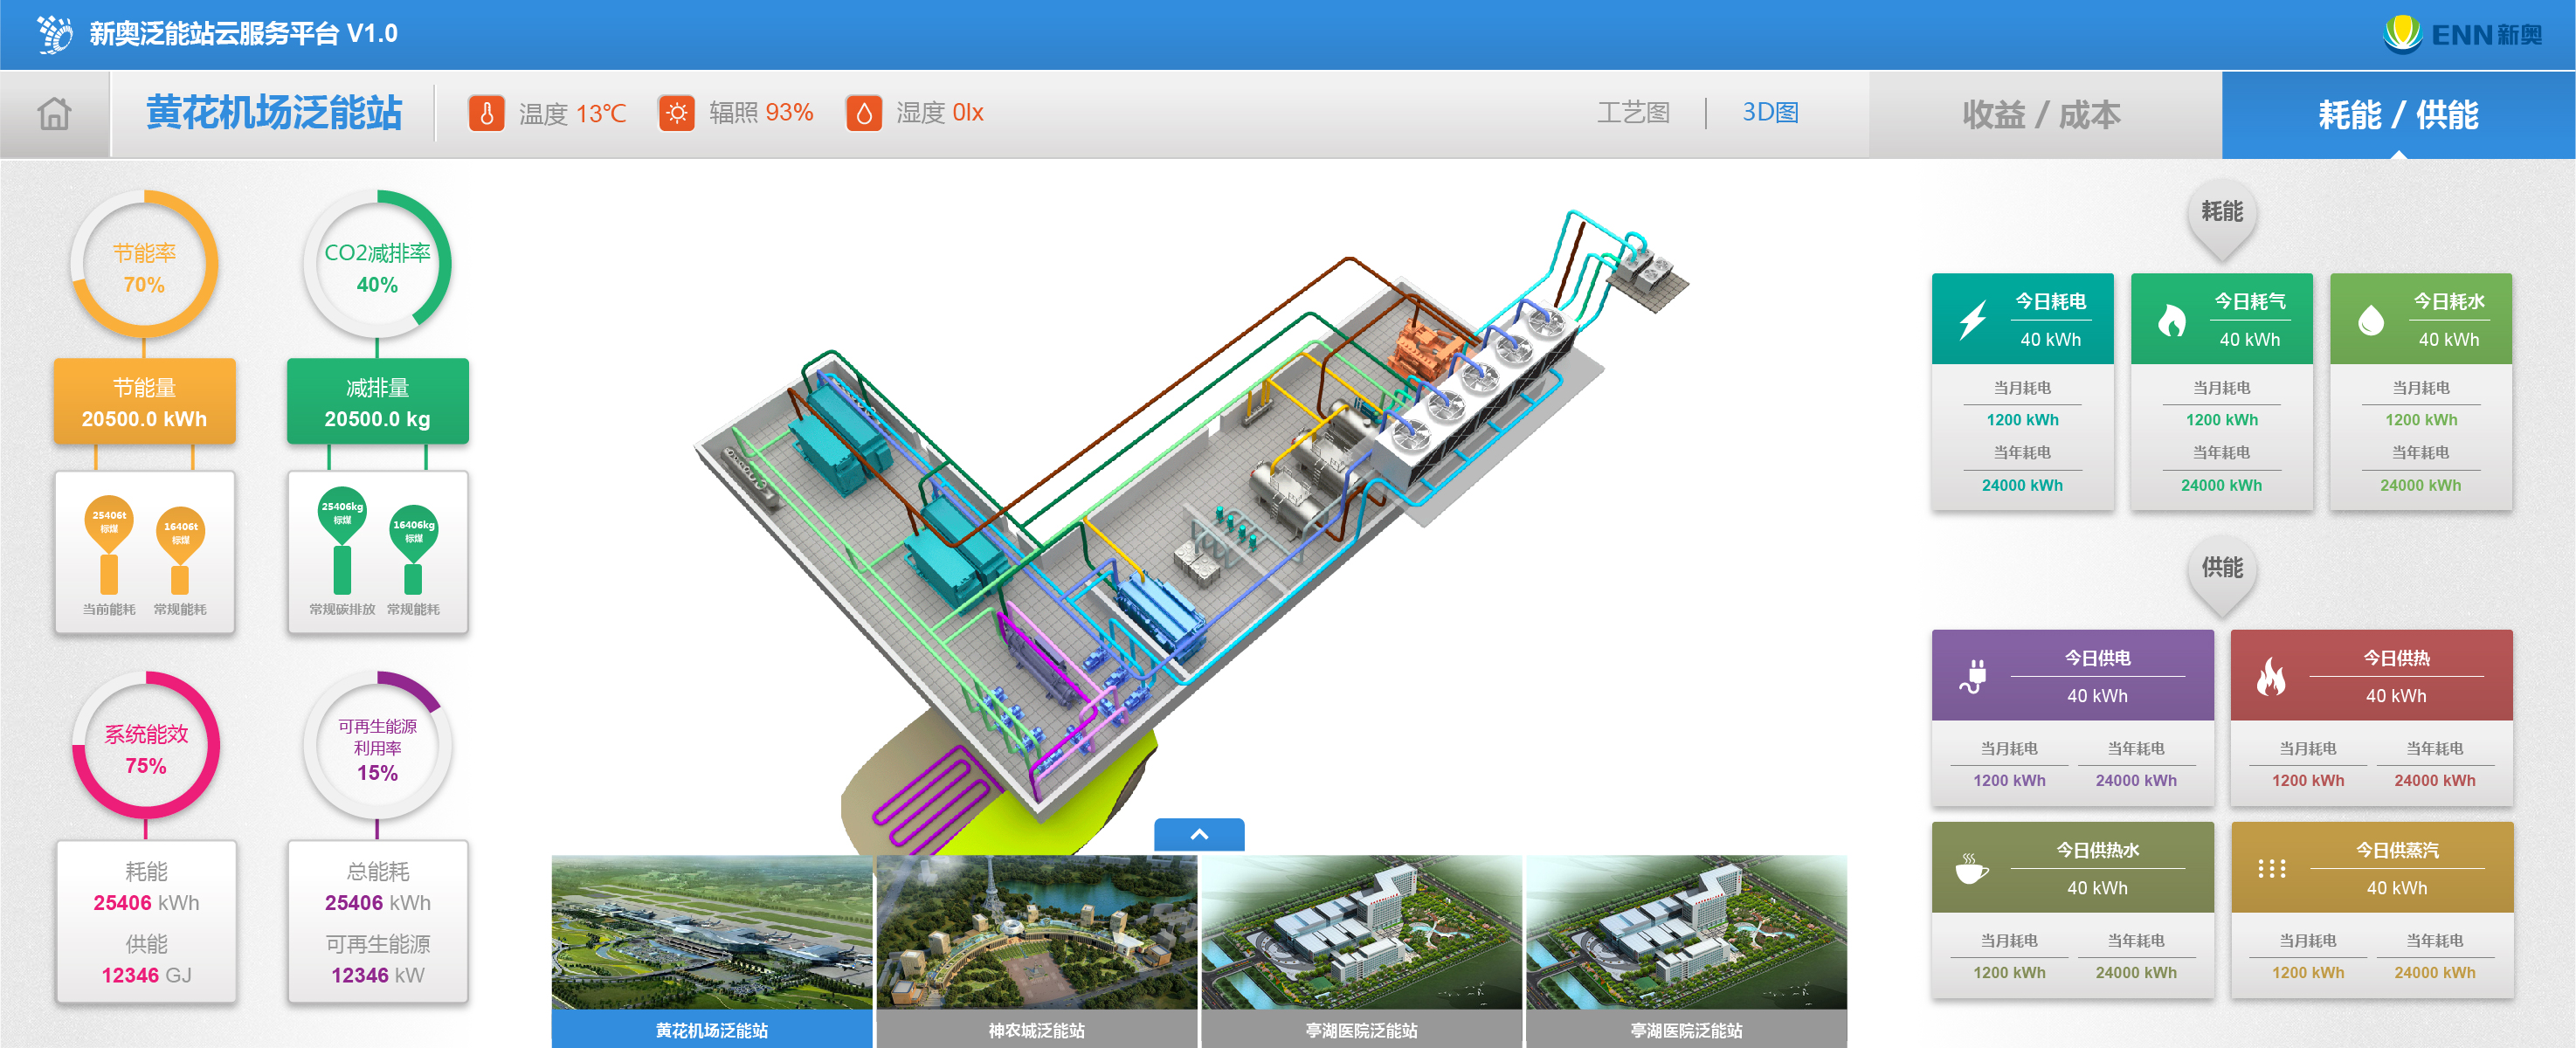 新奥泛能站云服务平台 V1.0
ENN新奥
黄花机场泛能站
温度 13℃
辐照 93%
湿度 0lx
工艺图
3D图
收益 / 成本
耗能 / 供能
节能率
70%
节能量
20500.0 kWh
25406t
标煤
16406t
标煤
当前能耗
常规能耗
CO2减排率
40%
减排量
20500.0 kg
25406kg
标煤
16406kg
标煤
常规碳排放
常规能耗
系统能效
75%
耗能
25406 kWh
供能
12346 GJ
可再生能源
利用率
15%
总能耗
25406 kWh
可再生能源
12346 kW
黄花机场泛能站
神农城泛能站
亭湖医院泛能站
亭湖医院泛能站
耗能
今日耗电
40 kWh
当月耗电
1200 kWh
当年耗电
24000 kWh
今日耗气
40 kWh
当月耗电
1200 kWh
当年耗电
24000 kWh
今日耗水
40 kWh
当月耗电
1200 kWh
当年耗电
24000 kWh
供能
今日供电
40 kWh
当月耗电
1200 kWh
当年耗电
24000 kWh
今日供热
40 kWh
当月耗电
1200 kWh
当年耗电
24000 kWh
今日供热水
40 kWh
当月耗电
1200 kWh
当年耗电
24000 kWh
今日供蒸汽
40 kWh
当月耗电
1200 kWh
当年耗电
24000 kWh